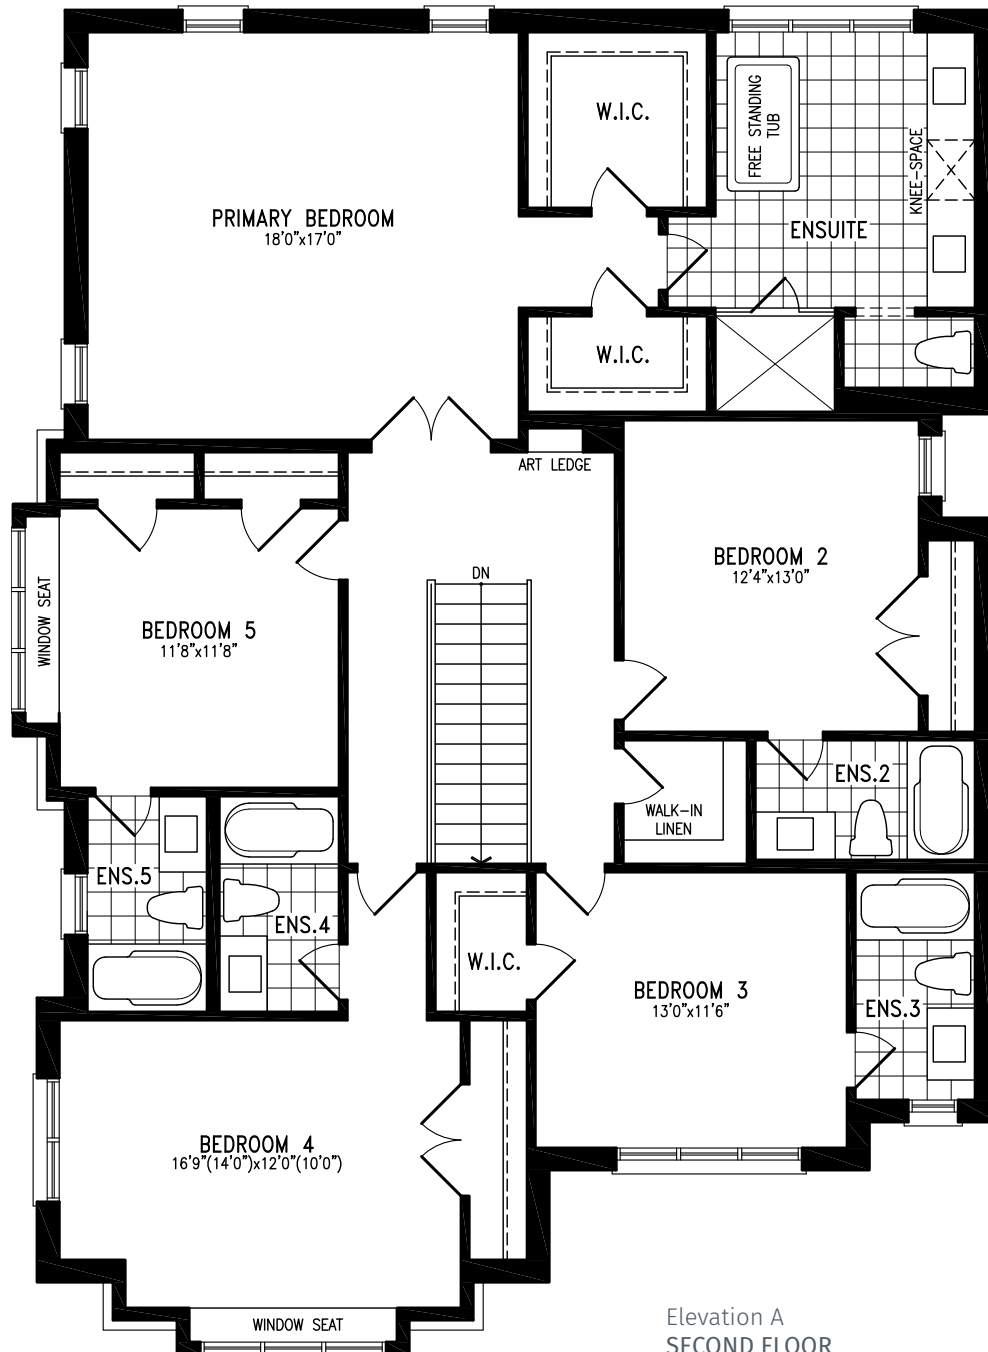 W.I.C.
FREE STANDING
TUB
KNEE-SPACE
PRIMARY BEDROOM
18'0"x17'0"
ENSUITE
W.I.C.
ART LEDGE
WINDOW SEAT
BEDROOM 5
11'8"x11'8"
DN
BEDROOM 2
12'4"x13'0"
ENS.2
WALK-IN
LINEN
ENS.5
ENS.4
W.I.C.
BEDROOM 3
13'0"x11'6"
ENS.3
BEDROOM 4
16'9"(14'0")x12'0"(10'0")
WINDOW SEAT
Elevation A
SECOND FLOOR